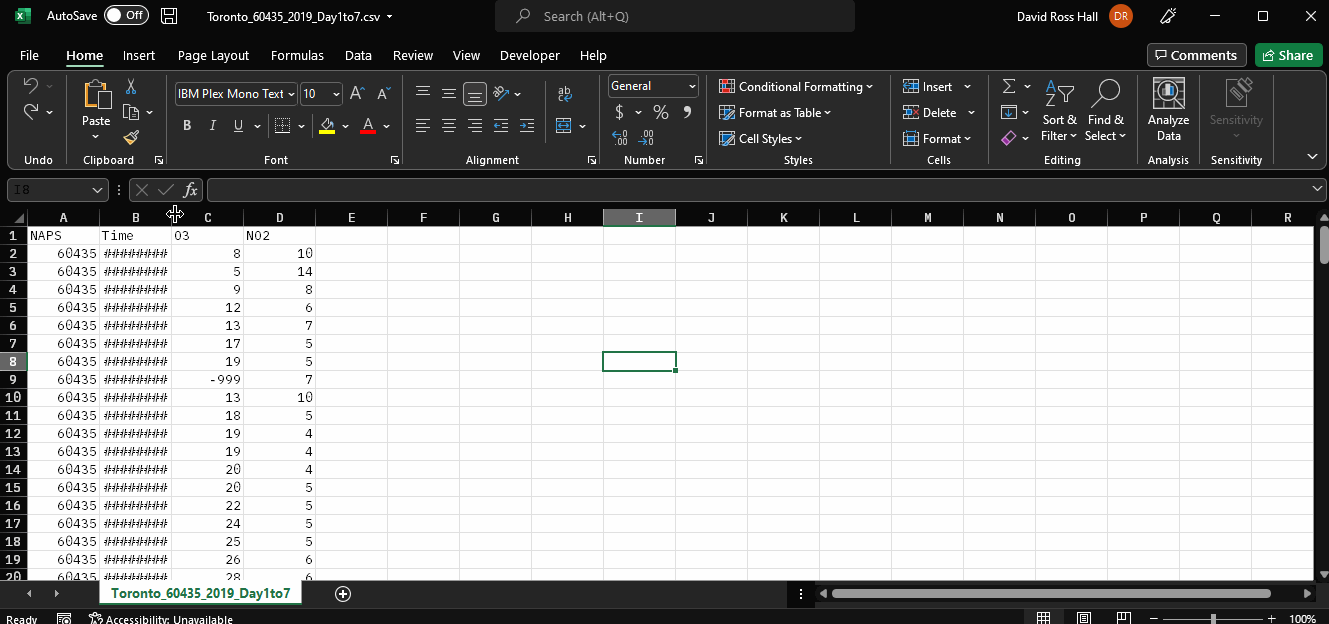 AutoSave Off Toronto_60435_2019_Day1to7.csv Search (Alt+Q) David Ross Hall DR
File Home Insert Page Layout Formulas Data Review View Developer Help Comments Share
Paste IBM Plex Mono Text 10 A A General Conditional Formatting Insert Σ A Z Sort & Filter Find & Select Analyze Data Sensitivity
B I U A ab $ % Format as Table Delete
Cell Styles Format
Undo Clipboard Font Alignment Number Styles Cells Editing Analysis Sensitivity
I8 fx
A B C D E F G H I J K L M N O P Q R
1 NAPS Time O3 NO2
2 60435 ######## 8 10
3 60435 ######## 5 14
4 60435 ######## 9 8
5 60435 ######## 12 6
6 60435 ######## 13 7
7 60435 ######## 17 5
8 60435 ######## 19 5
9 60435 ######## -999 7
10 60435 ######## 13 10
11 60435 ######## 18 5
12 60435 ######## 19 4
13 60435 ######## 19 4
14 60435 ######## 20 4
15 60435 ######## 20 5
16 60435 ######## 22 5
17 60435 ######## 24 5
18 60435 ######## 25 5
19 60435 ######## 26 6
20 60435 ######## 28 6
Toronto_60435_2019_Day1to7
Ready Accessibility: Unavailable 100%